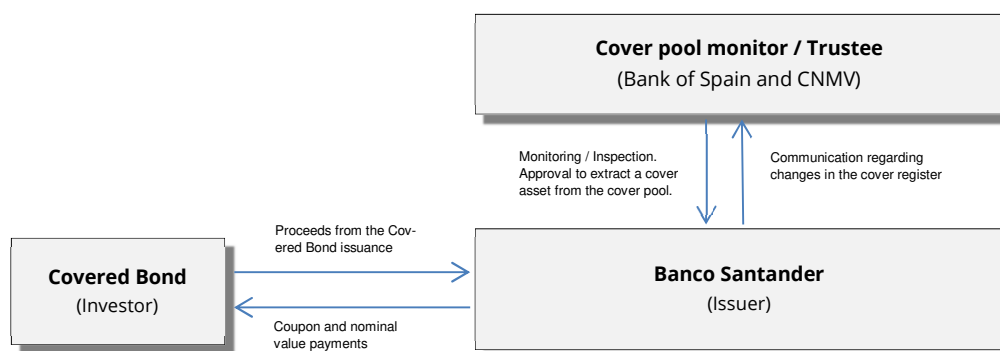 Cover pool monitor / Trustee
(Bank of Spain and CNMV)
Monitoring / Inspection.
Approval to extract a cover
asset from the cover pool.
Communication regarding
changes in the cover register
Proceeds from the Cov-
ered Bond issuance
Covered Bond
(Investor)
Banco Santander
(Issuer)
Coupon and nominal
value payments